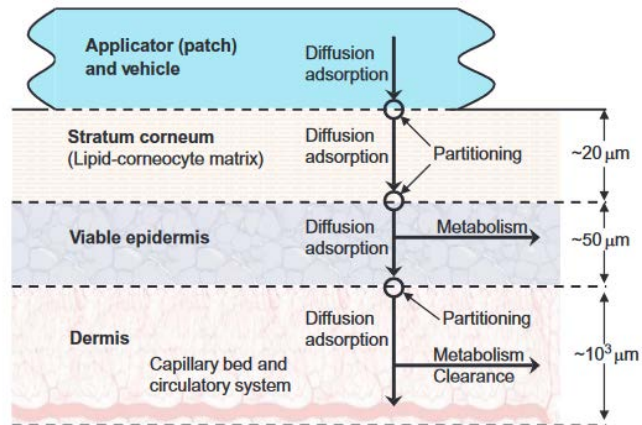 Applicator (patch)
and vehicle
Diffusion
adsorption
Stratum corneum
(Lipid-corneocyte matrix)
Diffusion
adsorption
Partitioning
~20 μm
Viable epidermis
Diffusion
adsorption
Metabolism
~50 μm
Dermis
Capillary bed and
circulatory system
Diffusion
adsorption
Partitioning
Metabolism
Clearance
~10³ μm